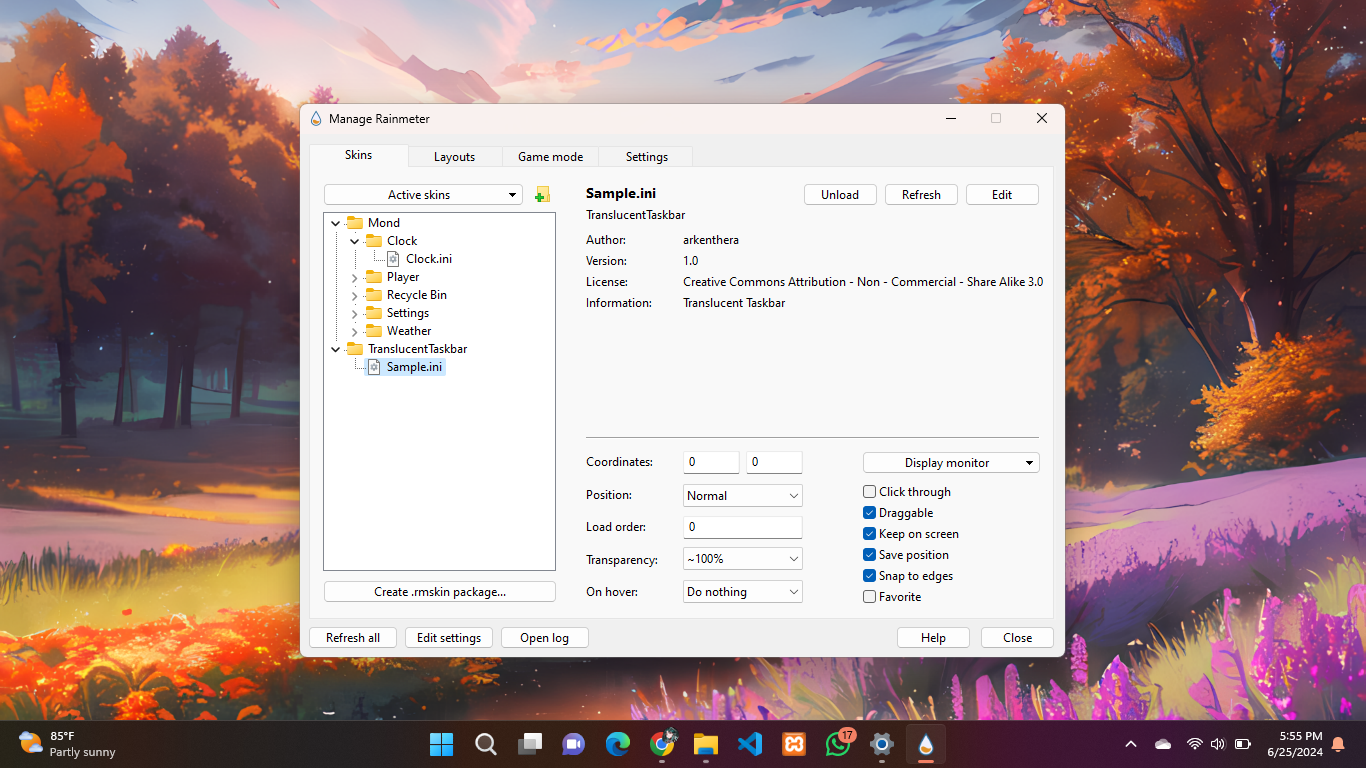 Manage Rainmeter
Skins
Layouts
Game mode
Settings
Active skins
Mond
Clock
Clock.ini
Player
Recycle Bin
Settings
Weather
TranslucentTaskbar
Sample.ini
Create .rmskin package...
Sample.ini
Unload
Refresh
Edit
TranslucentTaskbar
Author: arkenthera
Version: 1.0
License: Creative Commons Attribution - Non - Commercial - Share Alike 3.0
Information: Translucent Taskbar
Coordinates: 0 0
Position: Normal
Load order: 0
Transparency: ~100%
On hover: Do nothing
Display monitor
Click through
Draggable
Keep on screen
Save position
Snap to edges
Favorite
Refresh all
Edit settings
Open log
Help
Close
85°F
Partly sunny
17
5:55 PM
6/25/2024